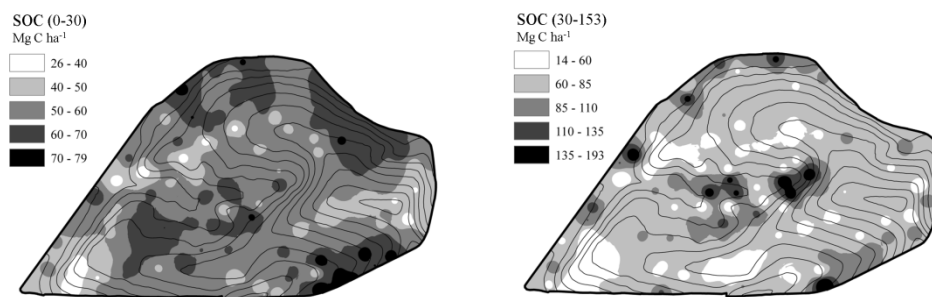 SOC (0-30)
Mg C ha-1
26 - 40
40 - 50
50 - 60
60 - 70
70 - 79
SOC (30-153)
Mg C ha-1
14 - 60
60 - 85
85 - 110
110 - 135
135 - 193